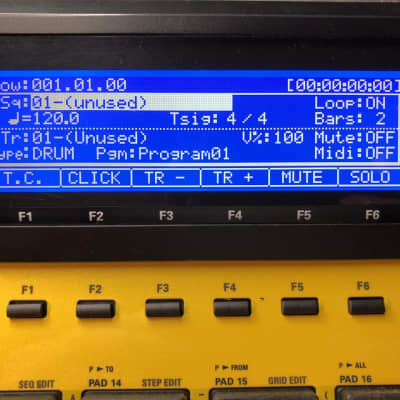 ow:001.01.00 [00:00:00:00]
Sq:01-(unused) Loop:ON
♩=120.0 Tsig: 4/4 Bars: 2
Tr:01-(Unused) V%:100 Mute:OFF
ype:DRUM Pgm:Program01 Midi:OFF
T.C. CLICK TR - TR + MUTE SOLO
F1 F2 F3 F4 F5 F6
F1 F2 F3 F4 F5 F6
P ► TO P ► FROM P ► ALL
SEQ EDIT PAD 14 STEP EDIT PAD 15 GRID EDIT PAD 16
A - (